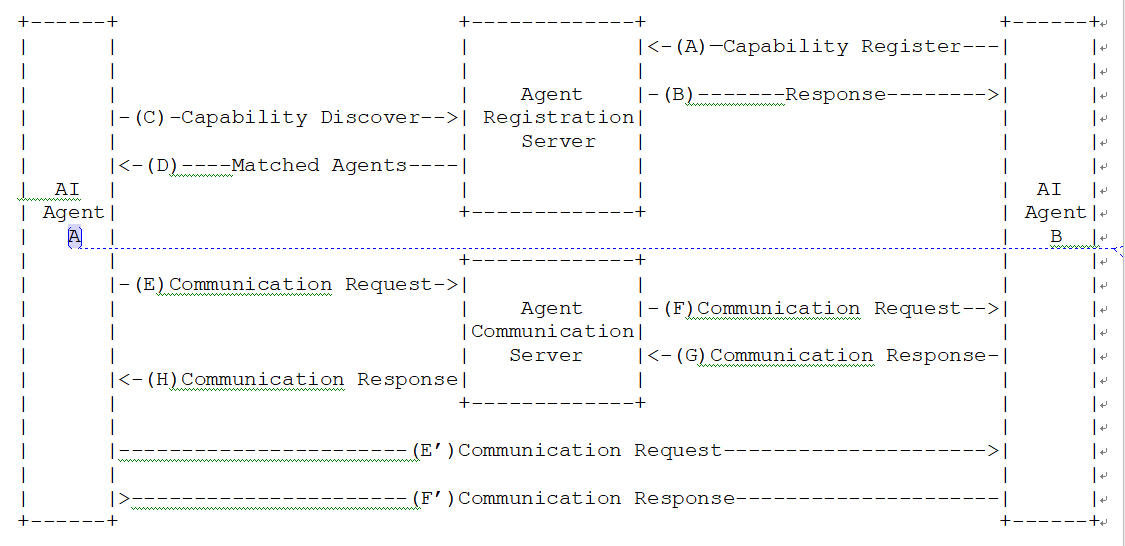 +------+                           +-------------+                            +------+
|      |                           |             |<-(A)—Capability Register---|      |
|      |                           |             |                            |      |
|      |                           |    Agent    |-(B)-------Response-------->|      |
|      |-(C)-Capability Discover-->| Registration|                            |      |
|      |                           |   Server    |                            |      |
|      |<-(D)----Matched Agents----|             |                            |      |
|  AI  |                           |             |                            |  AI  |
| Agent|                           +-------------+                            | Agent|
|   A  |                                                                      |   B  |
|      |                           +-------------+                            |      |
|      |-(E)Communication Request->|             |                            |      |
|      |                           |    Agent    |-(F)Communication Request-->|      |
|      |                           |Communication|                            |      |
|      |                           |   Server    |<-(G)Communication Response-|      |
|      |<-(H)Communication Response|             |                            |      |
|      |                           +-------------+                            |      |
|      |                                                                      |      |
|      |-----------------------(E’)Communication Request--------------------->|      |
|      |                                                                      |      |
|      |>----------------------(F’)Communication Response---------------------|      |
+------+                                                                      +------+